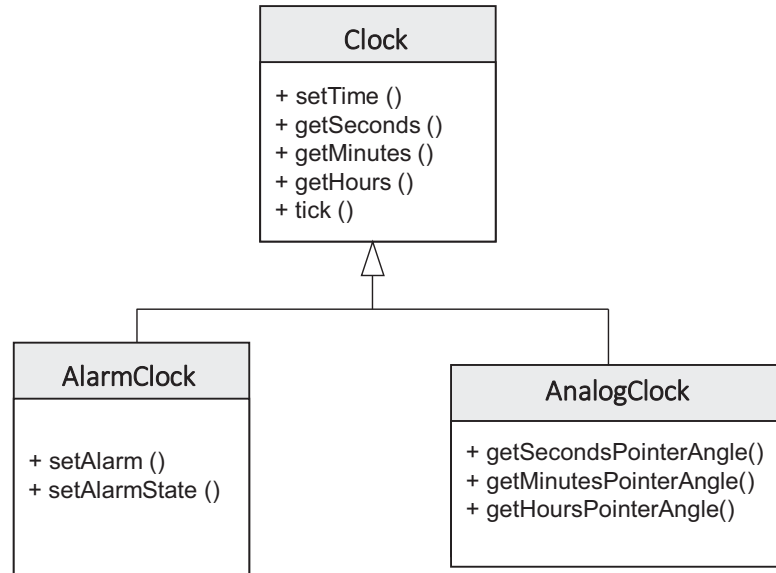 Clock
+ setTime ()
+ getSeconds ()
+ getMinutes ()
+ getHours ()
+ tick ()
AlarmClock
+ setAlarm ()
+ setAlarmState ()
AnalogClock
+ getSecondsPointerAngle()
+ getMinutesPointerAngle()
+ getHoursPointerAngle()